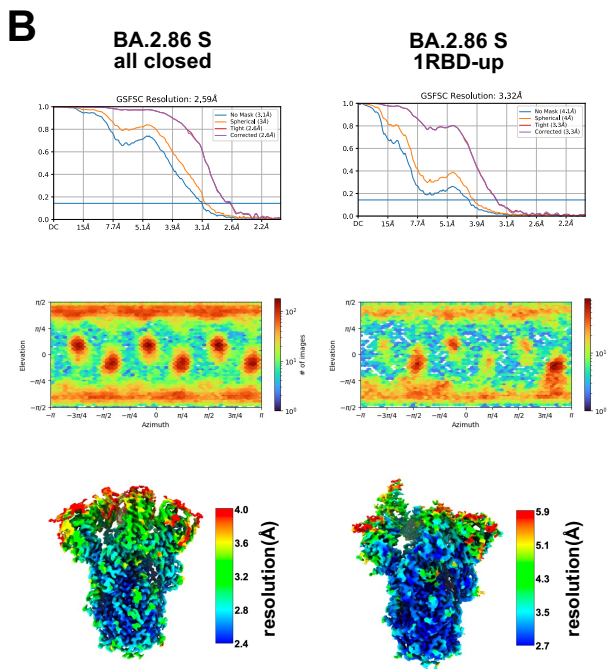 B
BA.2.86 S
all closed
BA.2.86 S
1RBD-up
GSFSC Resolution: 2,59Å
1.0
0.8
0.6
0.4
0.2
0.0
No Mask (3.1Å)
Spherical (3Å)
Tight (2.6Å)
Corrected (2.6Å)
DC 15Å 7.7Å 5.1Å 3.9Å 3.1Å 2.6Å 2.2Å
GSFSC Resolution: 3.32Å
1.0
0.8
0.6
0.4
0.2
0.0
No Mask (4.1Å)
Spherical (4Å)
Tight (3.3Å)
Corrected (3.3Å)
DC 15Å 7.7Å 5.1Å 3.9Å 3.1Å 2.6Å 2.2Å
Elevation
π/2
π/4
0
−π/4
−π/2
−π −3π/4 −π/2 −π/4 0 π/4 π/2 3π/4 π
Azimuth
10²
10¹
10⁰
# of images
Elevation
π/2
π/4
0
−π/4
−π/2
−π −3π/4 −π/2 −π/4 0 π/4 π/2 3π/4 π
Azimuth
10¹
10⁰
4.0
3.6
3.2
2.8
2.4
resolution(Å)
5.9
5.1
4.3
3.5
2.7
resolution(Å)